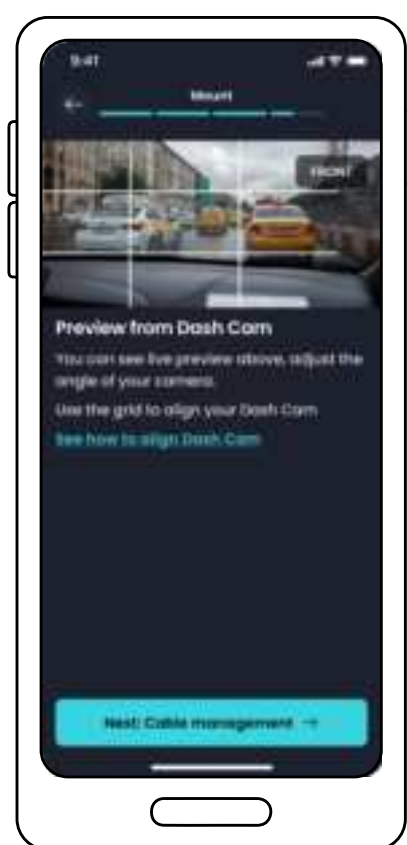 9:41
Mount
FRONT
Preview from Dash Cam
You can see live preview above, adjust the
angle of your camera.
Use the grid to align your Dash Cam
See how to align Dash Cam
Next: Cable management →